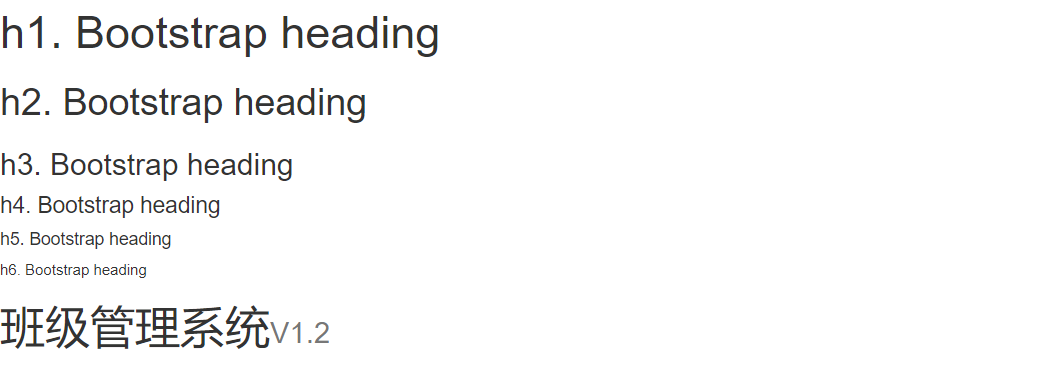 h1. Bootstrap heading
h2. Bootstrap heading
h3. Bootstrap heading
h4. Bootstrap heading
h5. Bootstrap heading
h6. Bootstrap heading
班级管理系统V1.2